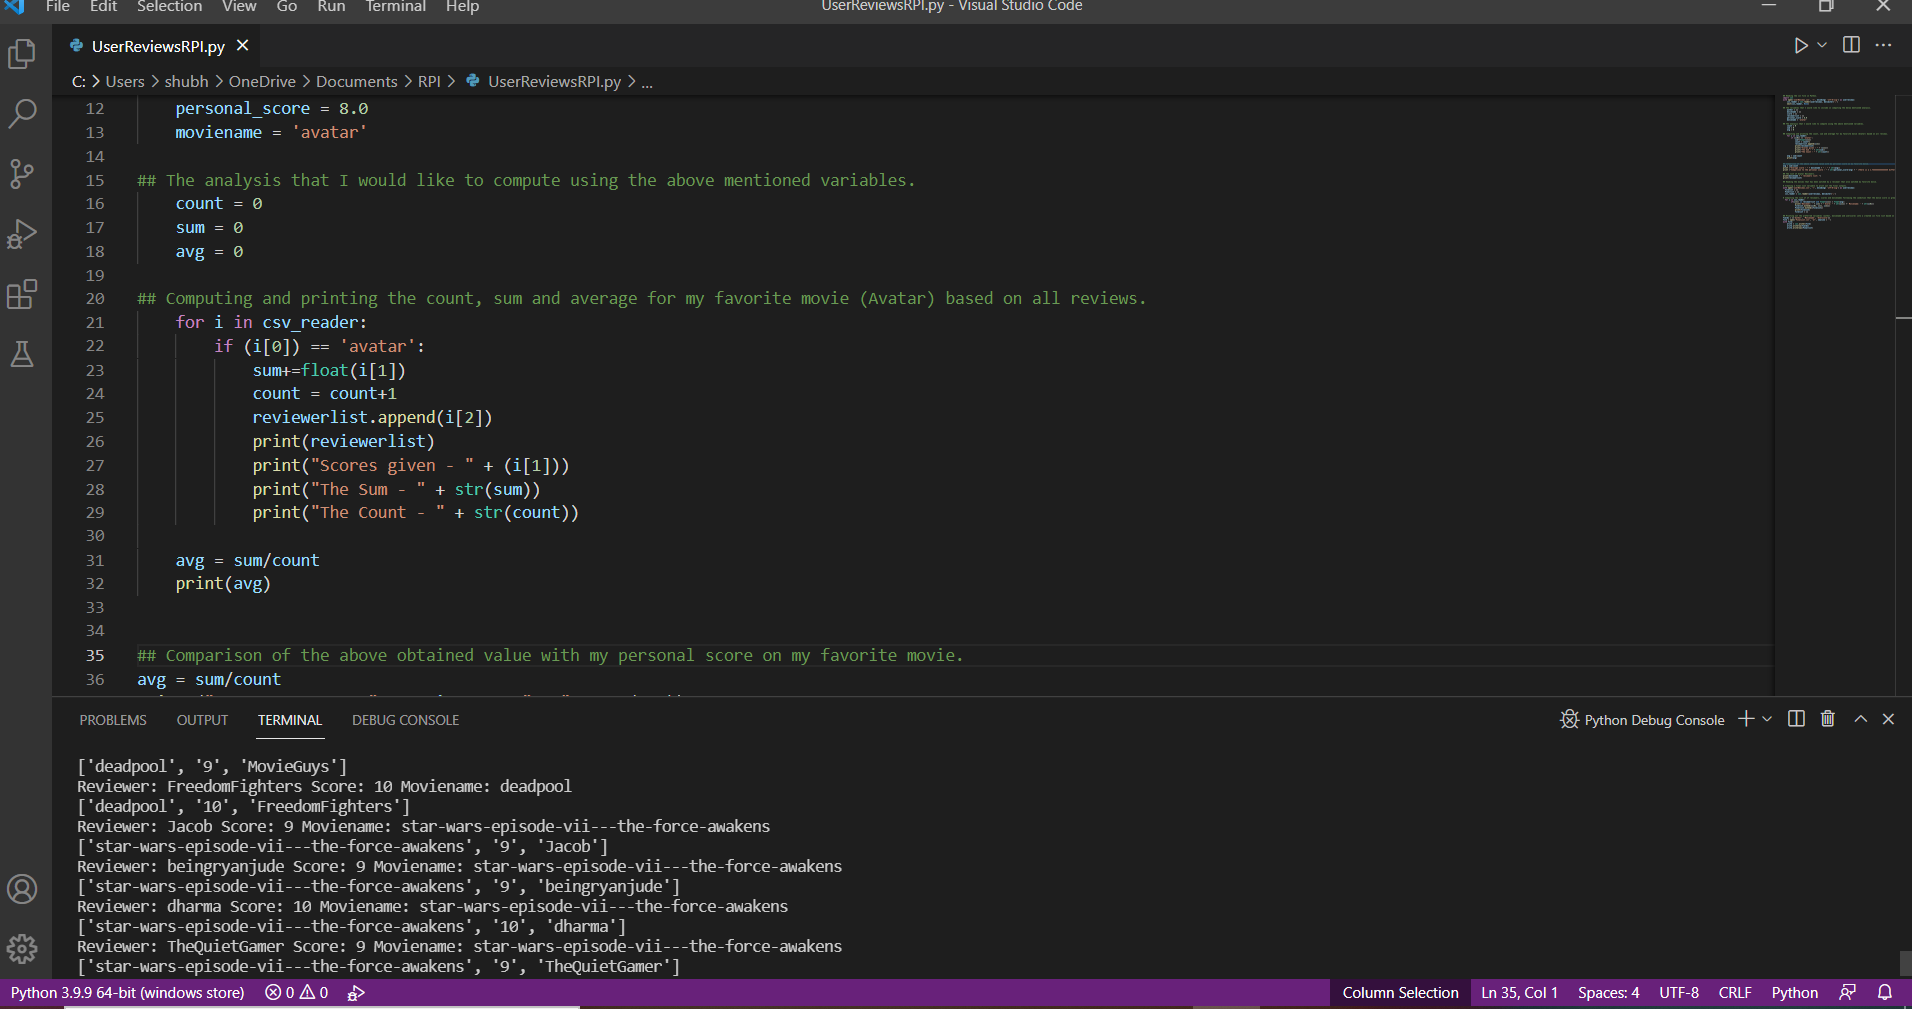 File Edit Selection View Go Run Terminal Help UserReviewsRPI.py - Visual Studio Code
UserReviewsRPI.py
C: > Users > shubh > OneDrive > Documents > RPI > UserReviewsRPI.py > ...
12 personal_score = 8.0
13 moviename = 'avatar'
14
15 ## The analysis that I would like to compute using the above mentioned variables.
16 count = 0
17 sum = 0
18 avg = 0
19
20 ## Computing and printing the count, sum and average for my favorite movie (Avatar) based on all reviews.
21 for i in csv_reader:
22 if (i[0]) == 'avatar':
23 sum+=float(i[1])
24 count = count+1
25 reviewerlist.append(i[2])
26 print(reviewerlist)
27 print("Scores given - " + (i[1]))
28 print("The Sum - " + str(sum))
29 print("The Count - " + str(count))
30
31 avg = sum/count
32 print(avg)
33
34
35 ## Comparison of the above obtained value with my personal score on my favorite movie.
36 avg = sum/count
PROBLEMS OUTPUT TERMINAL DEBUG CONSOLE Python Debug Console
['deadpool', '9', 'MovieGuys']
Reviewer: FreedomFighters Score: 10 Moviename: deadpool
['deadpool', '10', 'FreedomFighters']
Reviewer: Jacob Score: 9 Moviename: star-wars-episode-vii---the-force-awakens
['star-wars-episode-vii---the-force-awakens', '9', 'Jacob']
Reviewer: beingryanjude Score: 9 Moviename: star-wars-episode-vii---the-force-awakens
['star-wars-episode-vii---the-force-awakens', '9', 'beingryanjude']
Reviewer: dharma Score: 10 Moviename: star-wars-episode-vii---the-force-awakens
['star-wars-episode-vii---the-force-awakens', '10', 'dharma']
Reviewer: TheQuietGamer Score: 9 Moviename: star-wars-episode-vii---the-force-awakens
['star-wars-episode-vii---the-force-awakens', '9', 'TheQuietGamer']
Python 3.9.9 64-bit (windows store) 0 0 Column Selection Ln 35, Col 1 Spaces: 4 UTF-8 CRLF Python